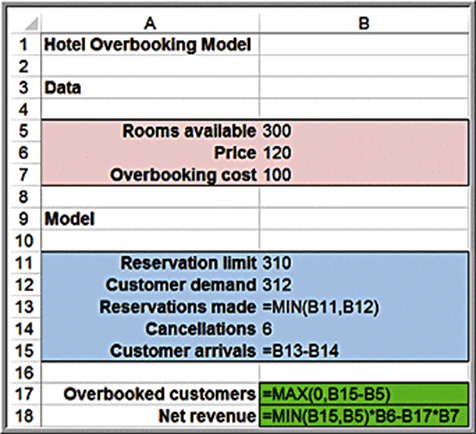 A B
1 Hotel Overbooking Model
2
3 Data
4
5 Rooms available 300
6 Price 120
7 Overbooking cost 100
8
9 Model
10
11 Reservation limit 310
12 Customer demand 312
13 Reservations made =MIN(B11,B12)
14 Cancellations 6
15 Customer arrivals =B13-B14
16
17 Overbooked customers =MAX(0,B15-B5)
18 Net revenue =MIN(B15,B5)*B6-B17*B7